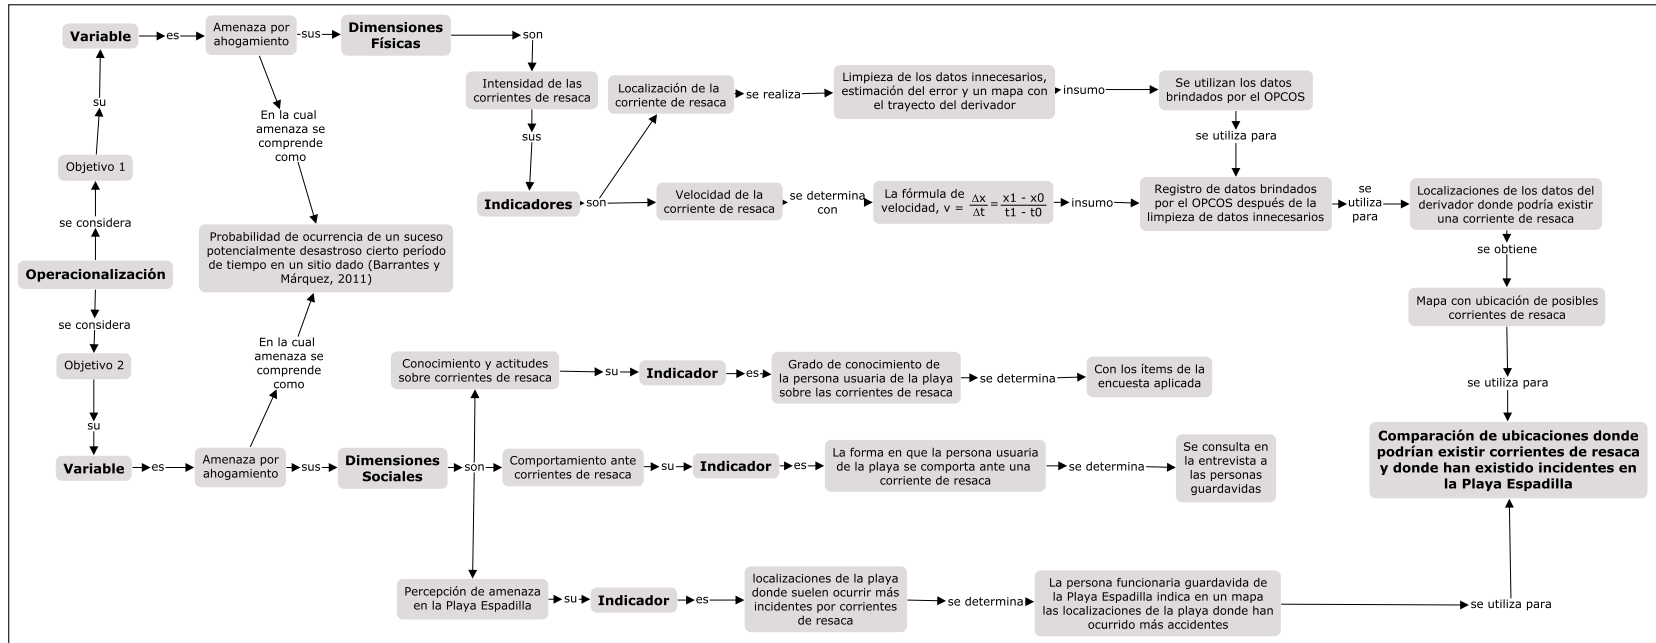 Variable
es
Amenaza por
ahogamiento
sus
Dimensiones
Físicas
son
Intensidad de las
corrientes de resaca
sus
Indicadores
son
Localización de la
corriente de resaca
se realiza
Limpieza de los datos innecesarios,
estimación del error y un mapa con
el trayecto del derivador
insumo
Se utilizan los datos
brindados por el OPCOS
se utiliza para
Velocidad de la
corriente de resaca
se determina
con
La fórmula de
velocidad, v = Δx/Δt = x1 - x0/t1 - t0
insumo
Registro de datos brindados
por el OPCOS después de la
limpieza de datos innecesarios
se
utiliza
para
Localizaciones de los datos del
derivador donde podría existir
una corriente de resaca
se obtiene
Mapa con ubicación de posibles
corrientes de resaca
se utiliza para
Comparación de ubicaciones donde
podrían existir corrientes de resaca
y donde han existido incidentes en
la Playa Espadilla
su
Objetivo 1
se considera
Operacionalización
se considera
Objetivo 2
su
En la cual
amenaza se
comprende
como
Probabilidad de ocurrencia de un suceso
potencialmente desastroso cierto período
de tiempo en un sitio dado (Barrantes y
Márquez, 2011)
En la cual
amenaza se
comprende
como
Variable
es
Amenaza por
ahogamiento
sus
Dimensiones
Sociales
son
Conocimiento y actitudes
sobre corrientes de resaca
su
Indicador
es
Grado de conocimiento de
la persona usuaria de la playa
sobre las corrientes de resaca
se determina
Con los ítems de la
encuesta aplicada
Comportamiento ante
corrientes de resaca
su
Indicador
es
La forma en que la persona usuaria
de la playa se comporta ante una
corriente de resaca
se determina
Se consulta en
la entrevista a
las personas
guardavidas
Percepción de amenaza
en la Playa Espadilla
su
Indicador
es
localizaciones de la playa
donde suelen ocurrir más
incidentes por corrientes
de resaca
se determina
La persona funcionaria guardavida de
la Playa Espadilla indica en un mapa
las localizaciones de la playa donde han
ocurrido más accidentes
se utiliza para